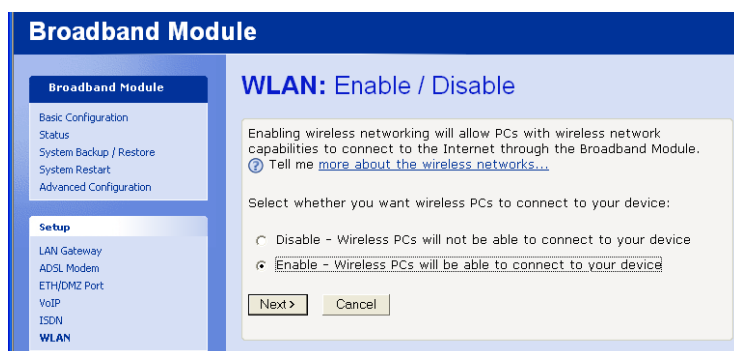 Broadband Module
Broadband Module
Basic Configuration
Status
System Backup / Restore
System Restart
Advanced Configuration
Setup
LAN Gateway
ADSL Modem
ETH/DMZ Port
VoIP
ISDN
WLAN
WLAN: Enable / Disable
Enabling wireless networking will allow PCs with wireless network
capabilities to connect to the Internet through the Broadband Module.
? Tell me more about the wireless networks...
Select whether you want wireless PCs to connect to your device:
Disable - Wireless PCs will not be able to connect to your device
Enable - Wireless PCs will be able to connect to your device
Next >
Cancel